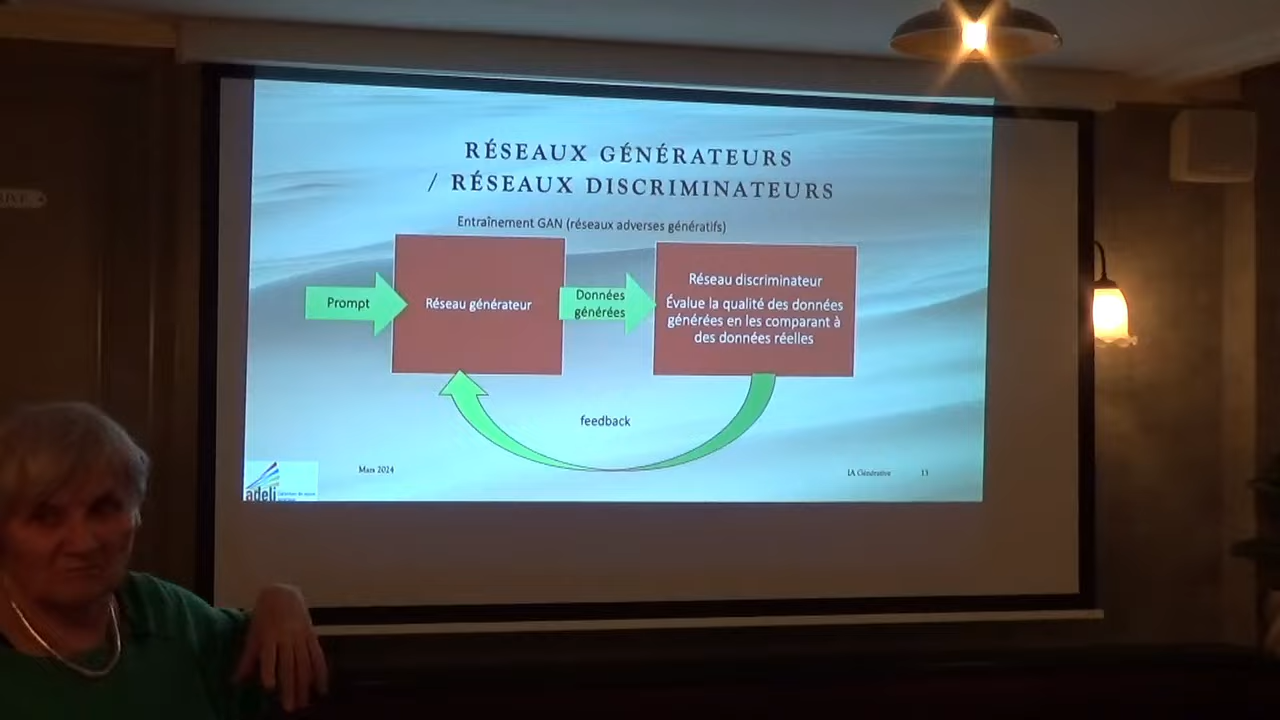 RÉSEAUX GÉNÉRATEURS
/ RÉSEAUX DISCRIMINATEURS
Entraînement GAN (réseaux adverses génératifs)
Prompt
Réseau générateur
Données
générées
Réseau discriminateur
Évalue la qualité des données
générées en les comparant à
des données réelles
feedback
Mars 2024
IA Générative
13
adeli